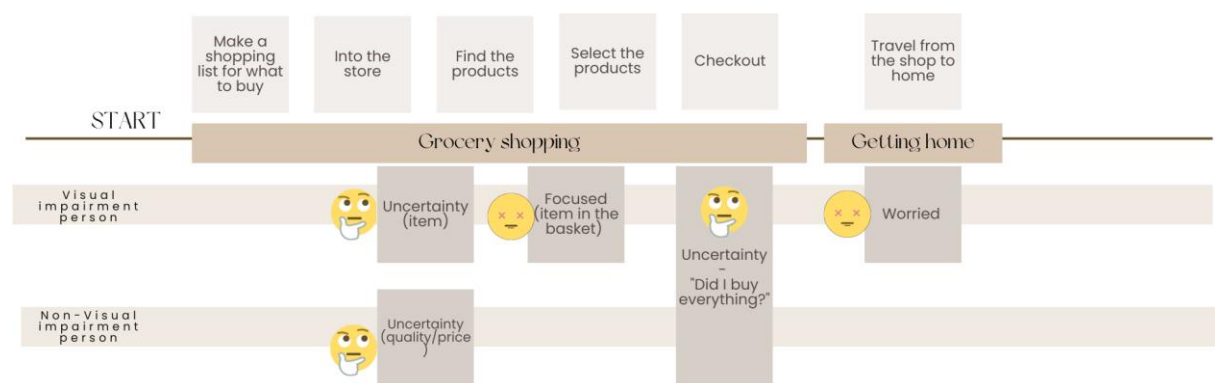 Make a
shopping
list for what
to buy
Into the
store
Find the
products
Select the
products
Checkout
Travel from
the shop to
home
START
Grocery shopping
Getting home
Visual
impairment
person
Uncertainty
(item)
Focused
(item in the
basket)
Uncertainty
-
"Did I buy
everything?"
Worried
Non-Visual
impairment
person
Uncertainty
(quality/price
)